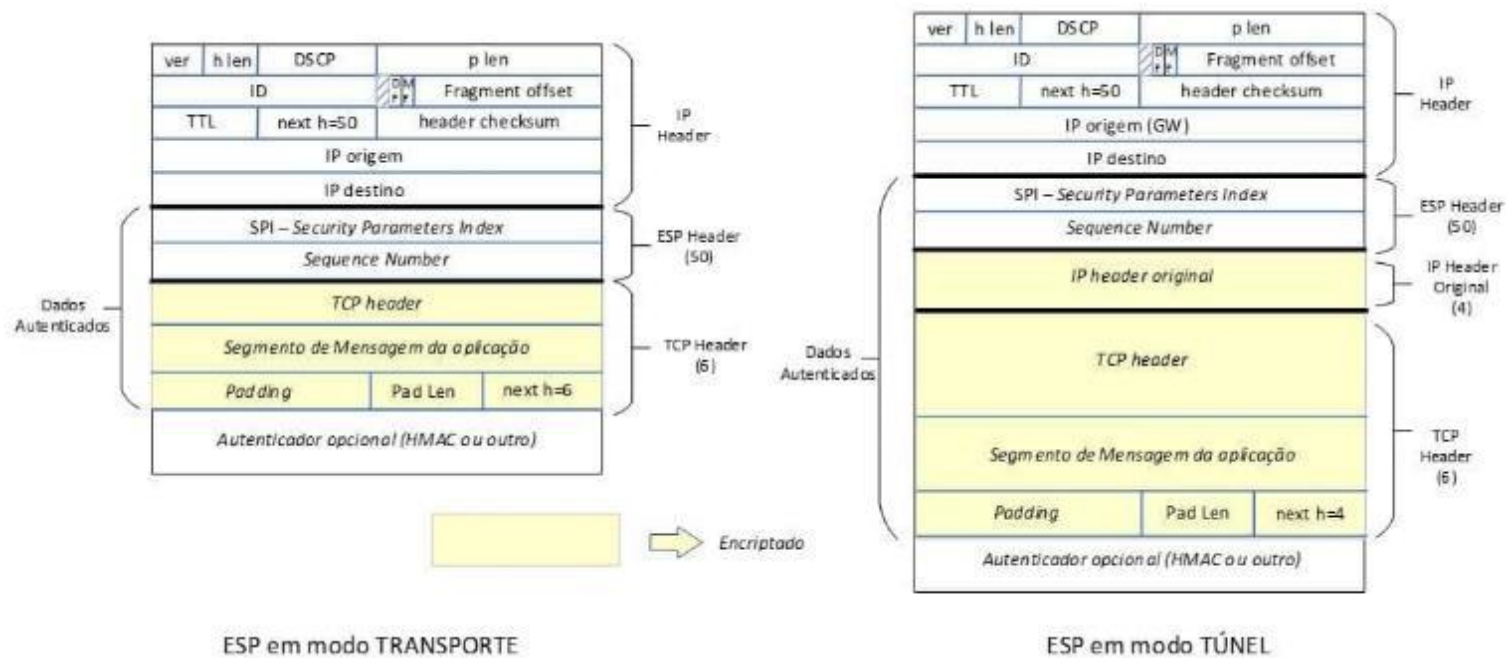 ver h len DSCP p len
ID DF MF Fragment offset
TTL next h=50 header checksum
IP origem
IP destino
IP Header
SPI – Security Parameters Index
Sequence Number
ESP Header (50)
TCP header
Segmento de Mensagem da aplicação
Padding Pad Len next h=6
TCP Header (6)
Dados Autenticados
Autenticador opcional (HMAC ou outro)
Encriptado
ESP em modo TRANSPORTE
ver h len DSCP p len
ID DF MF Fragment offset
TTL next h=50 header checksum
IP origem (GW)
IP destino
IP Header
SPI – Security Parameters Index
Sequence Number
ESP Header (50)
IP header original
IP Header Original (4)
TCP header
Segmento de Mensagem da aplicação
Padding Pad Len next h=4
TCP Header (6)
Dados Autenticados
Autenticador opcional (HMAC ou outro)
ESP em modo TÚNEL